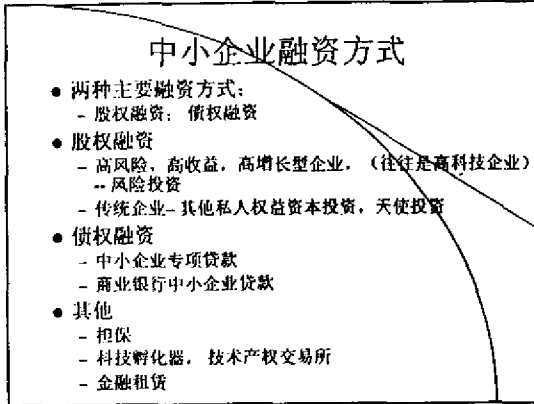 中小企业融资方式
● 两种主要融资方式：
- 股权融资； 债权融资
● 股权融资
- 高风险，高收益，高增长型企业，（往往是高科技企业）
-- 风险投资
- 传统企业- 其他私人权益资本投资，天使投资
● 债权融资
- 中小企业专项贷款
- 商业银行中小企业贷款
● 其他
- 担保
- 科技孵化器， 技术产权交易所
- 金融租赁